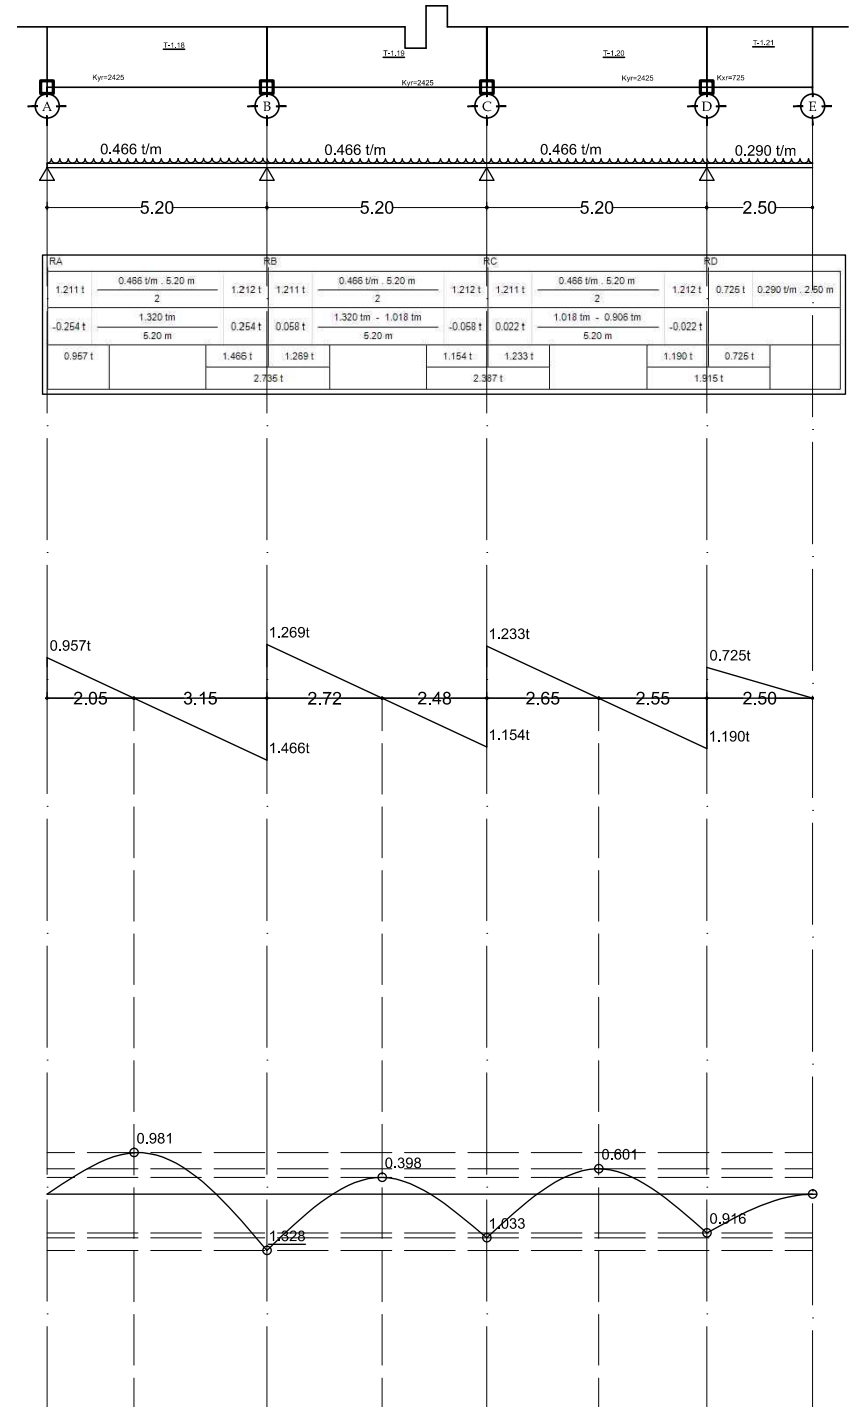 T-1.18
T-1.19
T-1.20
T-1.21
Kyr=2425
Kyr=2425
Kyr=2425
Kxr=725
A B C D E
0.466 t/m 0.466 t/m 0.466 t/m 0.290 t/m
5.20 5.20 5.20 2.50
RA RB RC RD
1.211 t 0.466 t/m . 5.20 m 1.212 t 1.211 t 0.466 t/m . 5.20 m 1.212 t 1.211 t 0.466 t/m . 5.20 m 1.212 t 0.725 t 0.290 t/m . 2.50 m
2 2 2
-0.254 t 1.320 tm 0.254 t 0.058 t 1.320 tm - 1.018 tm -0.058 t 0.022 t 1.018 tm - 0.906 tm -0.022 t
5.20 m 5.20 m 5.20 m
0.957 t 1.466 t 1.269 t 1.154 t 1.233 t 1.190 t 0.725 t
2.735 t 2.387 t 1.915 t
0.957t 1.269t 1.233t 0.725t
2.05 3.15 2.72 2.48 2.65 2.55 2.50
1.466t 1.154t 1.190t
0.981 0.398 0.601
1.328 1.033 0.916